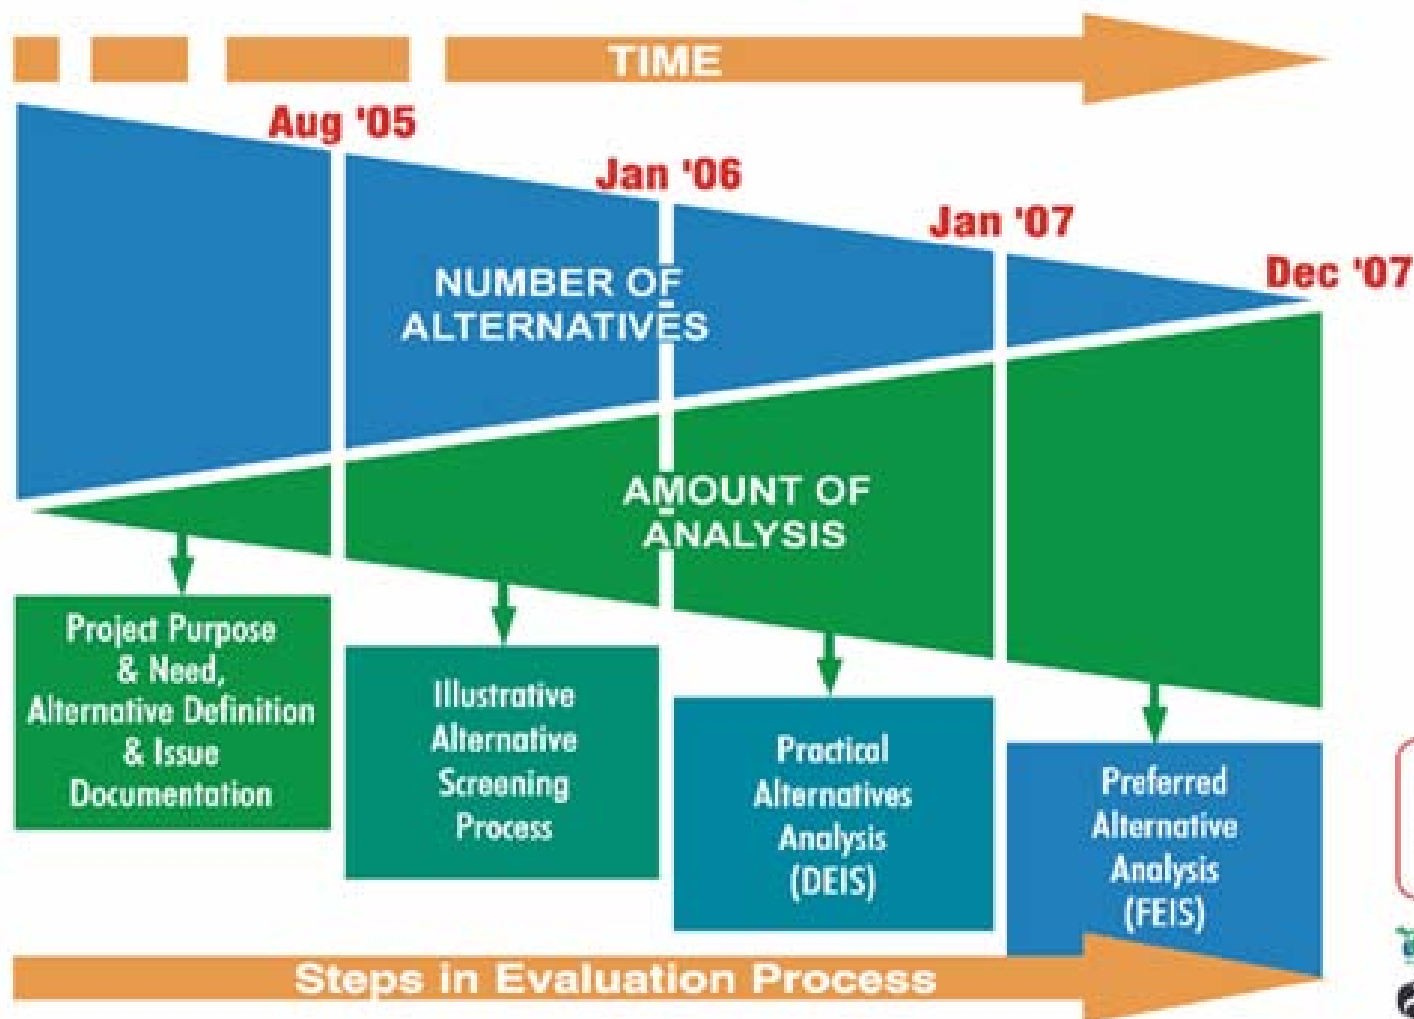 TIME
Aug '05
Jan '06
Jan '07
Dec '07
NUMBER OF
ALTERNATIVES
AMOUNT OF
ANALYSIS
Project Purpose
& Need,
Alternative Definition
& Issue
Documentation
Illustrative
Alternative
Screening
Process
Practical
Alternatives
Analysis
(DEIS)
Preferred
Alternative
Analysis
(FEIS)
Steps in Evaluation Process